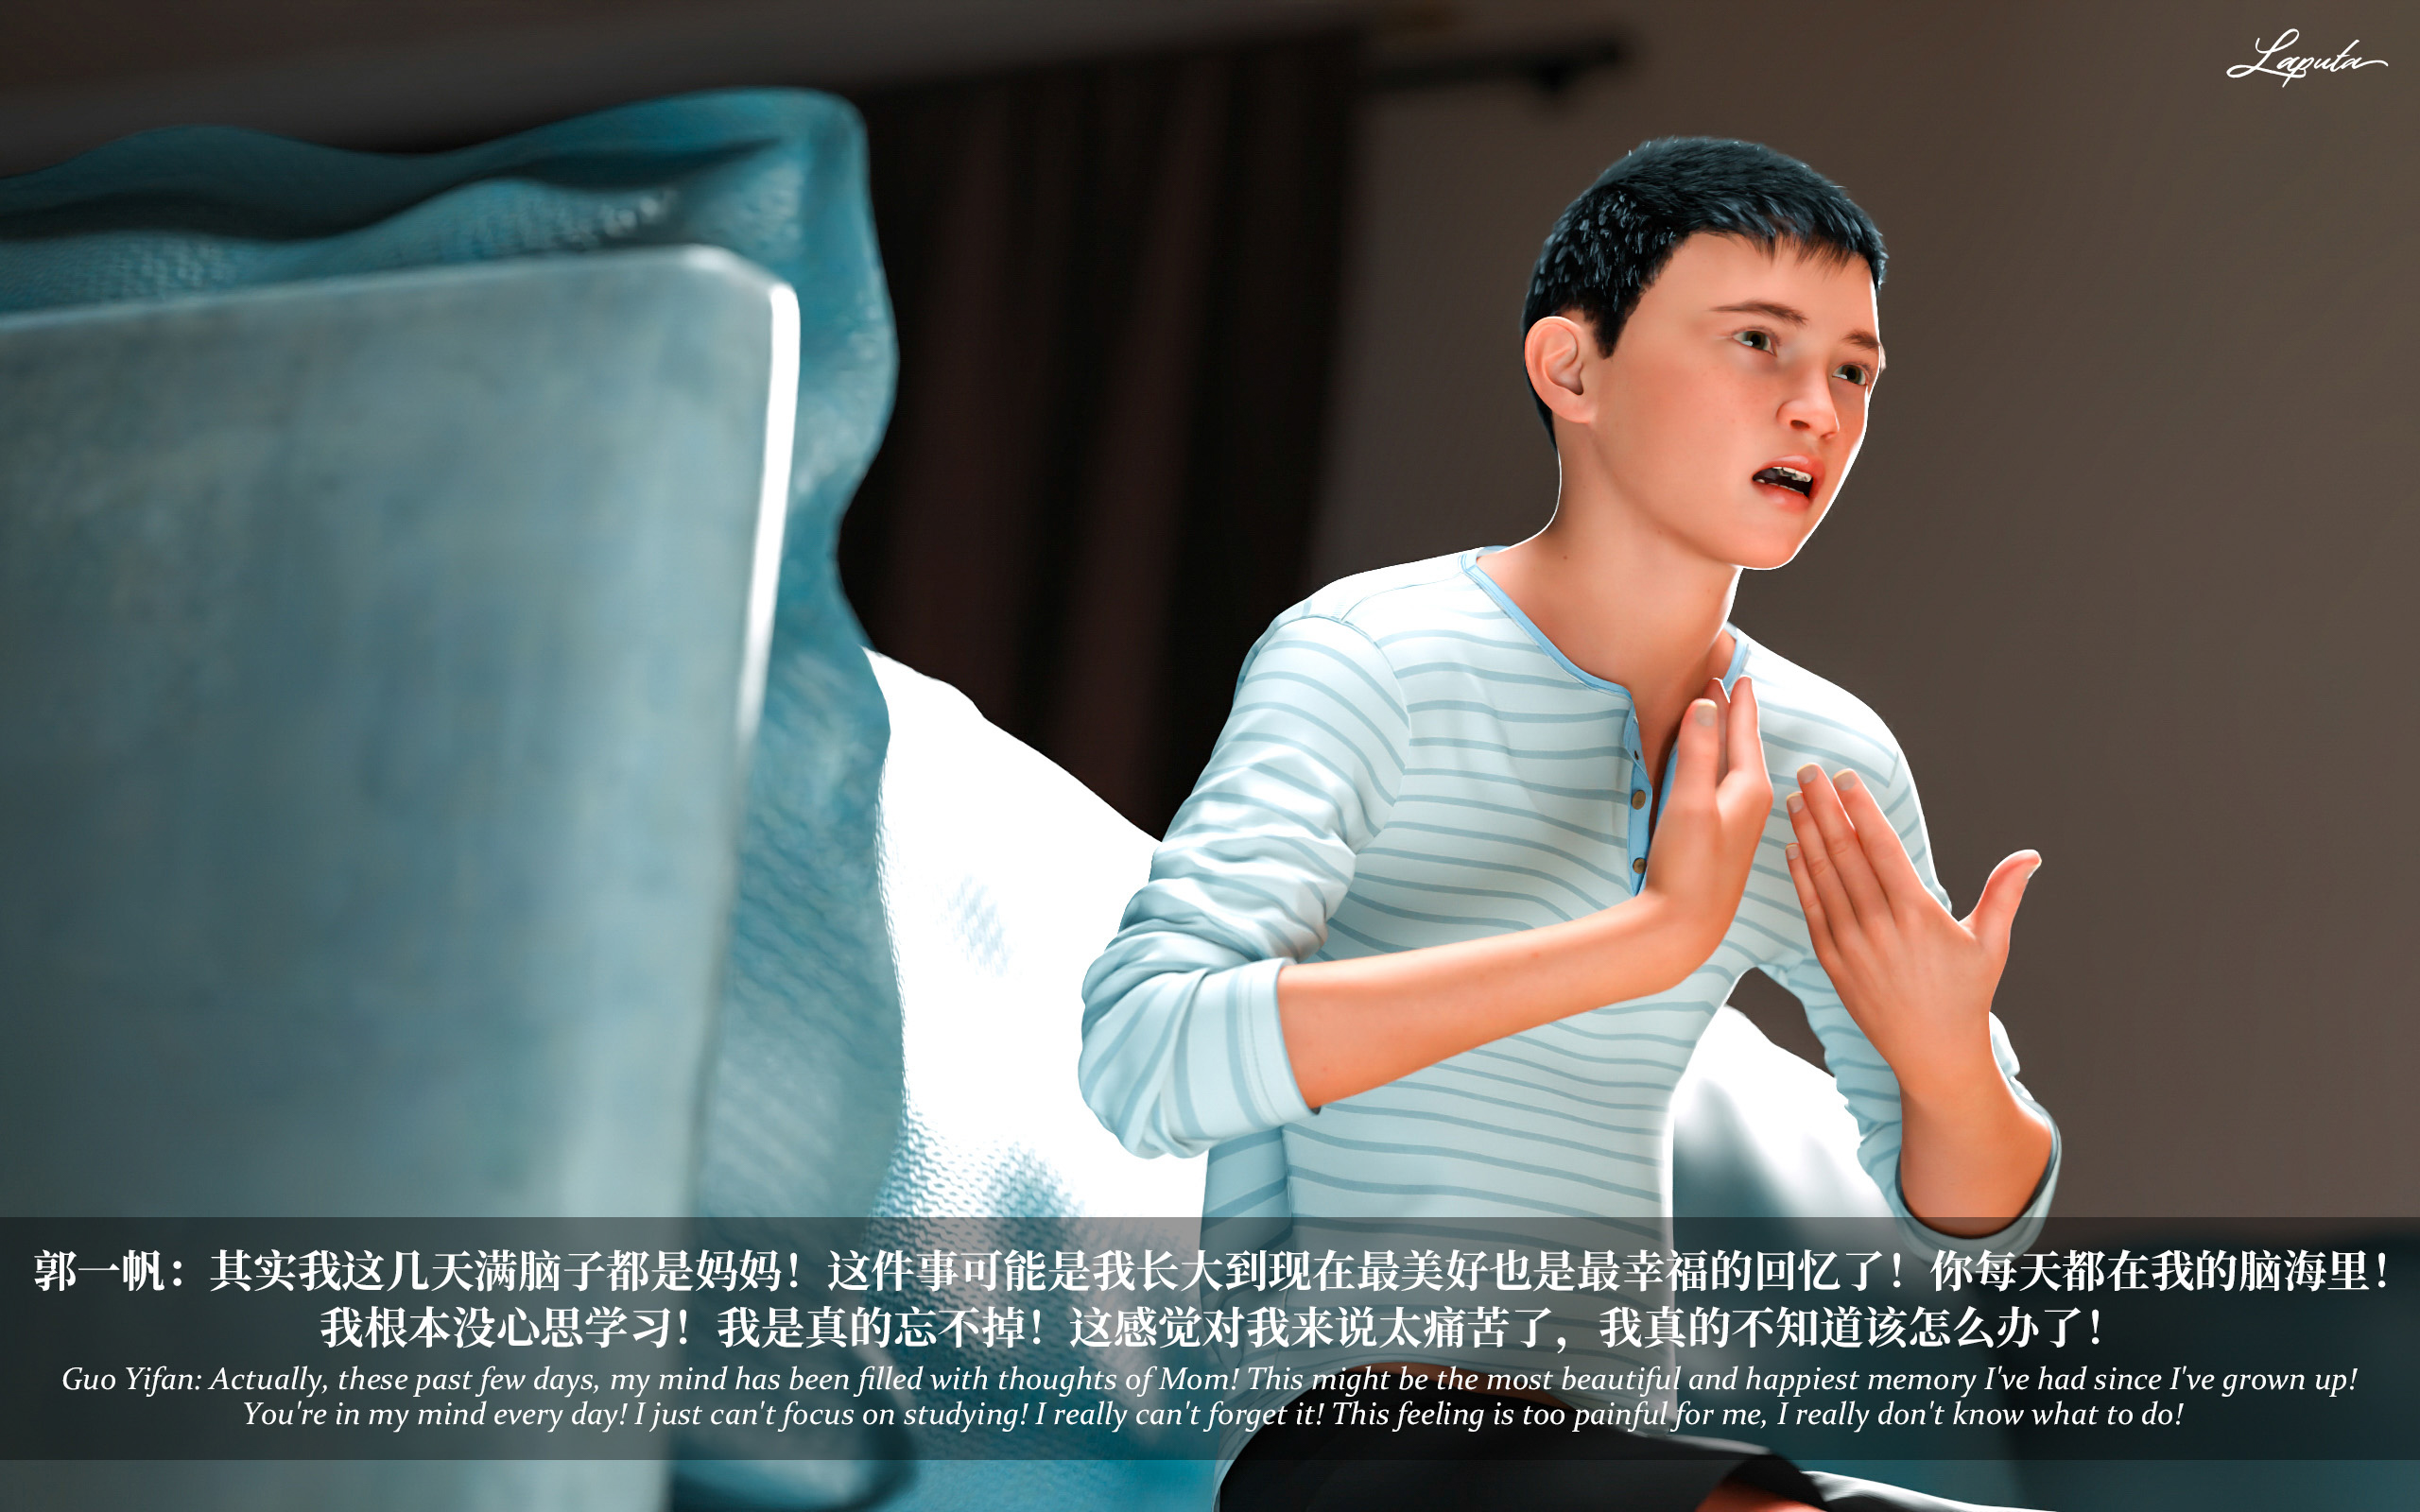 Laputa
郭一帆：其实我这几天满脑子都是妈妈！这件事可能是我长大到现在最美好也是最幸福的回忆了！你每天都在我的脑海里！
我根本没心思学习！我是真的忘不掉！这感觉对我来说太痛苦了，我真的不知道该怎么办了！
Guo Yifan: Actually, these past few days, my mind has been filled with thoughts of Mom! This might be the most beautiful and happiest memory I've had since I've grown up!
You're in my mind every day! I just can't focus on studying! I really can't forget it! This feeling is too painful for me, I really don't know what to do!